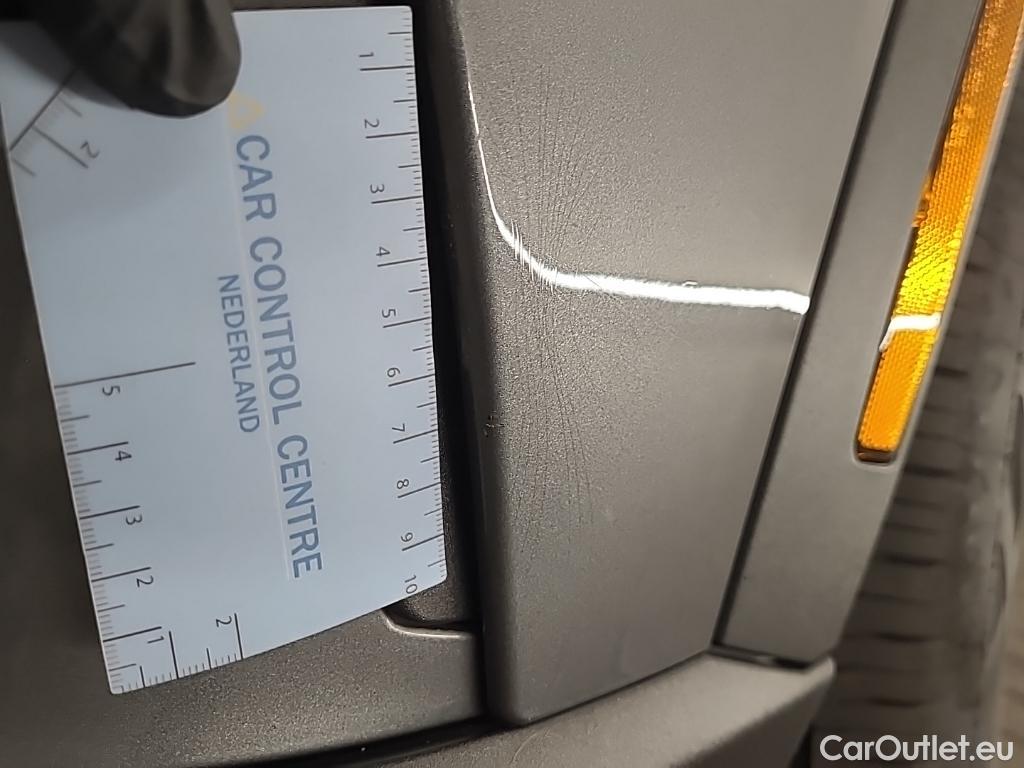 CAR CONTROL CENTRE
NEDERLAND
1 2 3 4 5 6 7 8 9 10
5 4 3 2 1
2
2
CarOutlet.eu